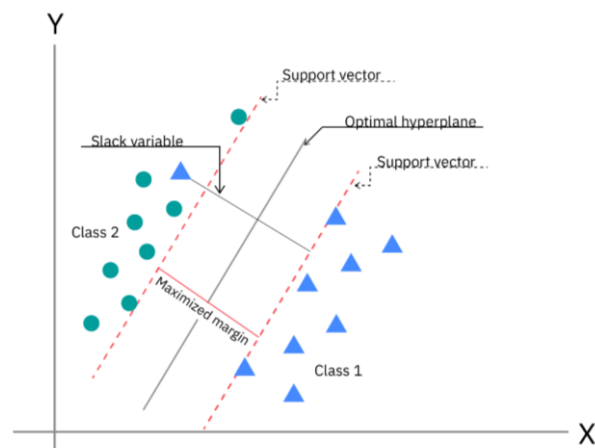 Y
Support vector
Optimal hyperplane
Slack variable
Support vector
Class 2
Maximized margin
Class 1
X